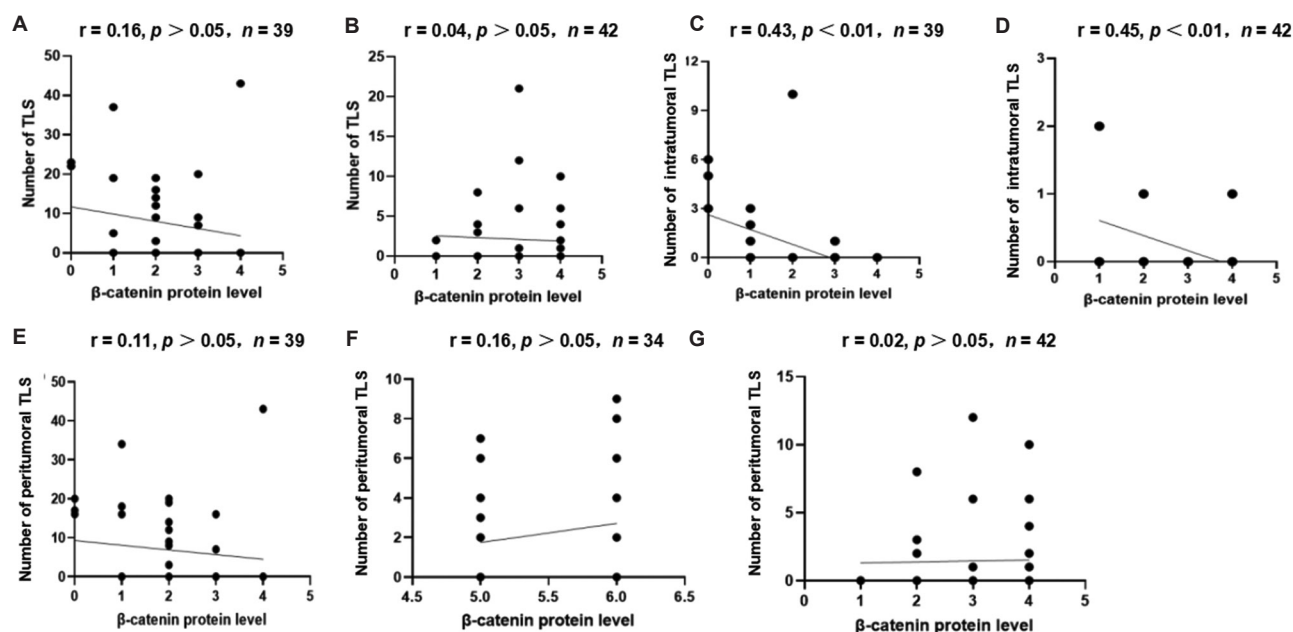 A
r = 0.16, p > 0.05, n = 39
Number of TLS
50
40
30
20
10
0
0 1 2 3 4 5
β-catenin protein level
B
r = 0.04, p > 0.05, n = 42
Number of TLS
25
20
15
10
5
0
0 1 2 3 4 5
β-catenin protein level
C
r = 0.43, p < 0.01, n = 39
Number of intratumoral TLS
12
9
6
3
0
0 1 2 3 4 5
β-catenin protein level
D
r = 0.45, p < 0.01, n = 42
Number of intratumoral TLS
3
2
1
0
0 1 2 3 4 5
β-catenin protein level
E
r = 0.11, p > 0.05, n = 39
Number of peritumoral TLS
50
40
30
20
10
0
0 1 2 3 4 5
β-catenin protein level
F
r = 0.16, p > 0.05, n = 34
Number of peritumoral TLS
10
8
6
4
2
0
4.5 5.0 5.5 6.0 6.5
β-catenin protein level
G
r = 0.02, p > 0.05, n = 42
Number of peritumoral TLS
15
10
5
0
0 1 2 3 4 5
β-catenin protein level